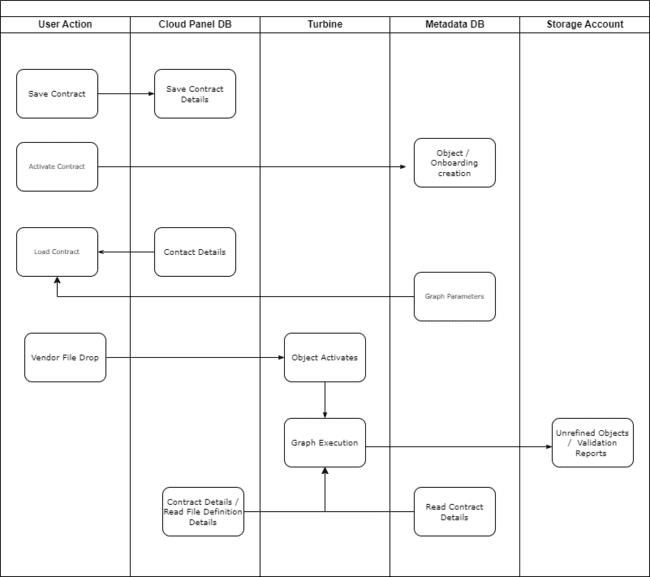 User Action
Cloud Panel DB
Turbine
Metadata DB
Storage Account
Save Contract
Save Contract
Details
Activate Contract
Object /
Onboarding
creation
Load Contract
Contact Details
Graph Parameters
Vendor File Drop
Object Activates
Graph Execution
Unrefined Objects
/ Validation
Reports
Contract Details /
Read File Definition
Details
Read Contract
Details